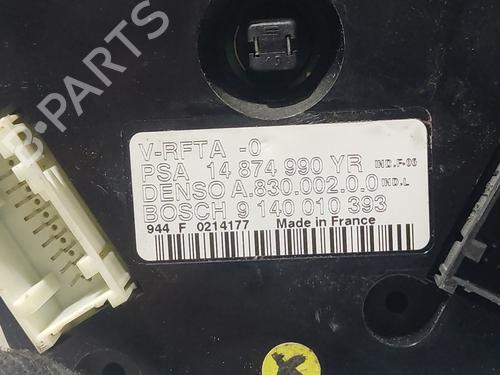 B-PARTS
V-RFTA -0
PSA 14 874 990 YR IND.F-06
DENSO A.830.002.0.0 IND.L
BOSCH 9 140 010 393
944 F 0214177 Made in France